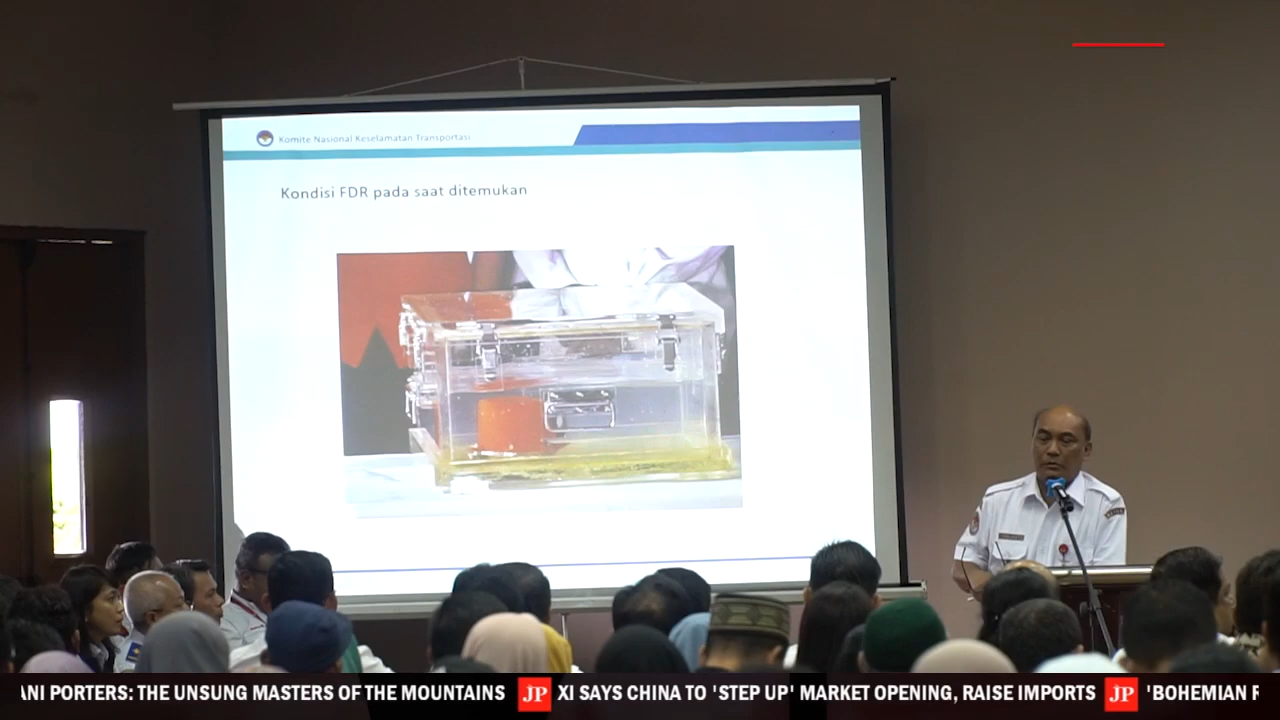 Komite Nasional Keselamatan Transportasi
Kondisi FDR pada saat ditemukan
ANI PORTERS: THE UNSUNG MASTERS OF THE MOUNTAINS JP XI SAYS CHINA TO 'STEP UP' MARKET OPENING, RAISE IMPORTS JP 'BOHEMIAN